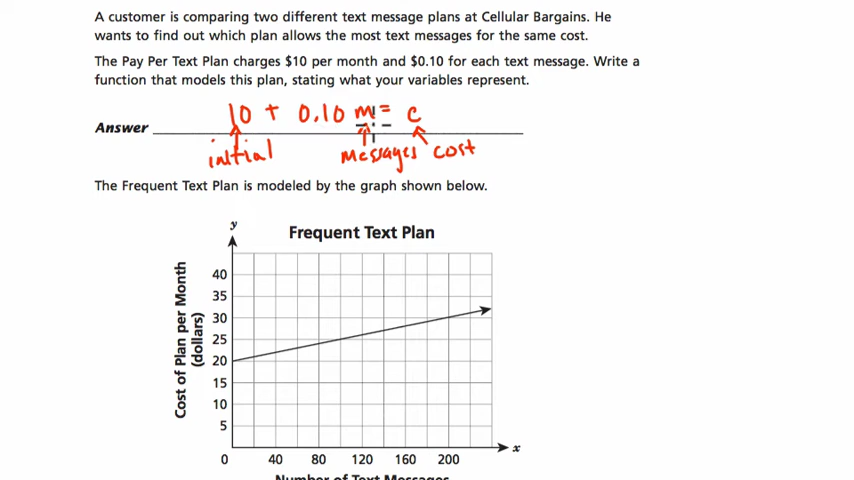 A customer is comparing two different text message plans at Cellular Bargains. He
wants to find out which plan allows the most text messages for the same cost.
The Pay Per Text Plan charges $10 per month and $0.10 for each text message. Write a
function that models this plan, stating what your variables represent.
10 + 0.10 m = c
Answer
initial messages cost
The Frequent Text Plan is modeled by the graph shown below.
y
Frequent Text Plan
Cost of Plan per Month
(dollars)
40
35
30
25
20
15
10
5
x
0 40 80 120 160 200
Number of Text Messages